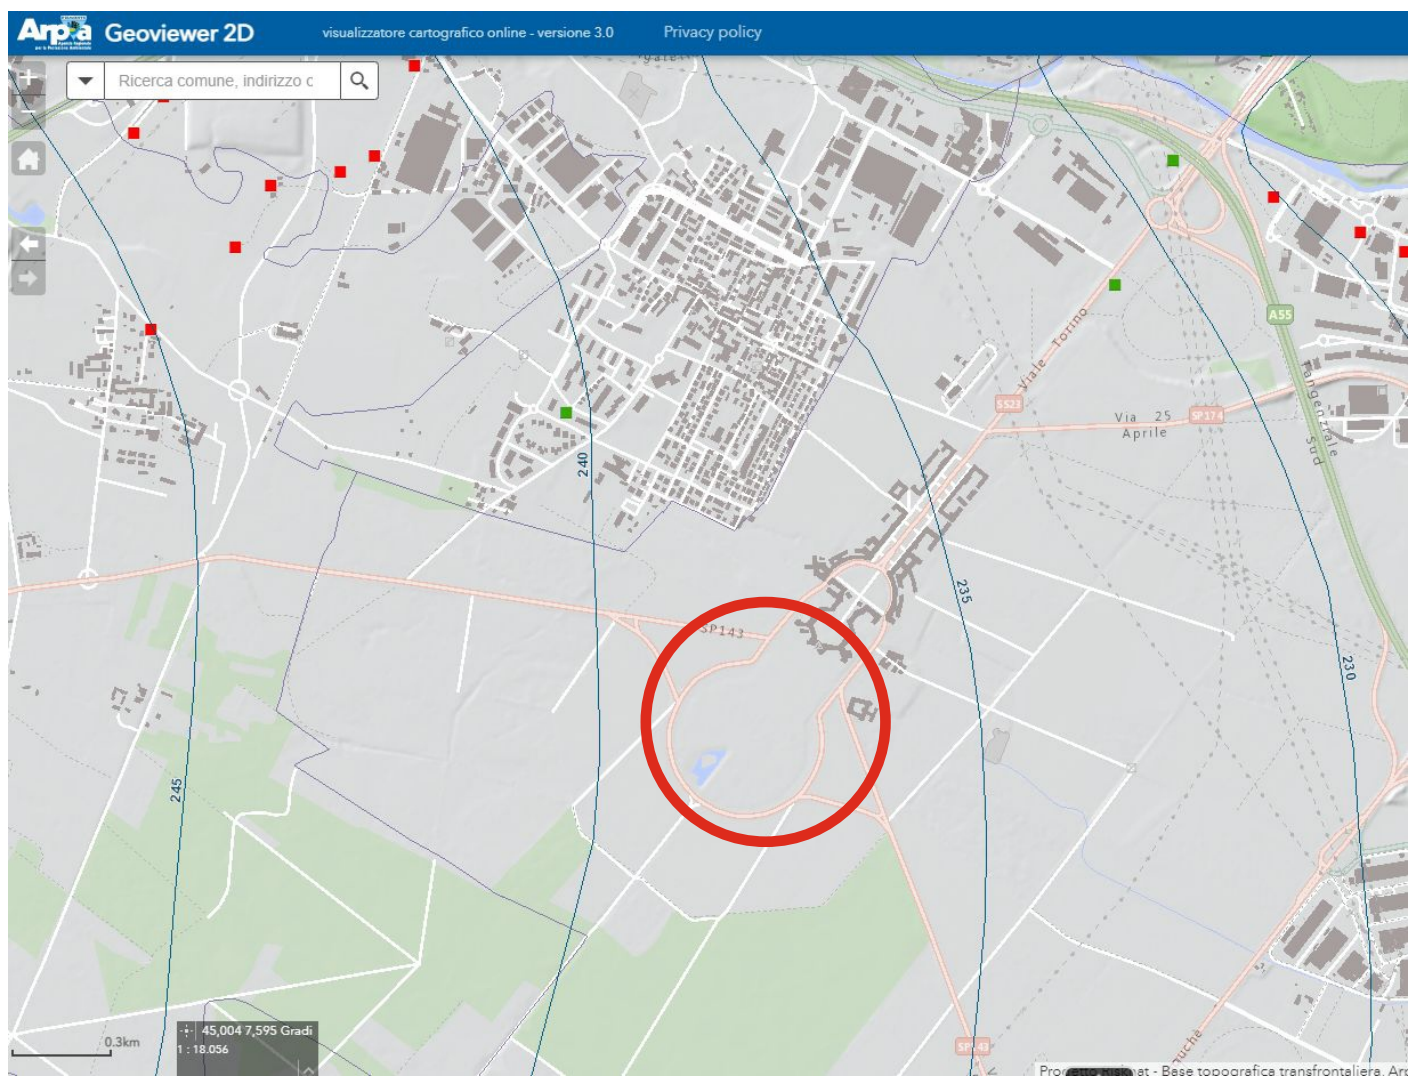 Arpa
Geoviewer 2D
visualizzatore cartografico online - versione 3.0
Privacy policy
Ricerca comune, indirizzo c
A55
Viale Torino
SS23
Via 25
Aprile
SP174
Tangenziale
Sud
240
235
SP143
230
245
45,004 7,595 Gradi
1 : 18.056
0.3km
SP143
Base topografica transfrontaliera, Arp